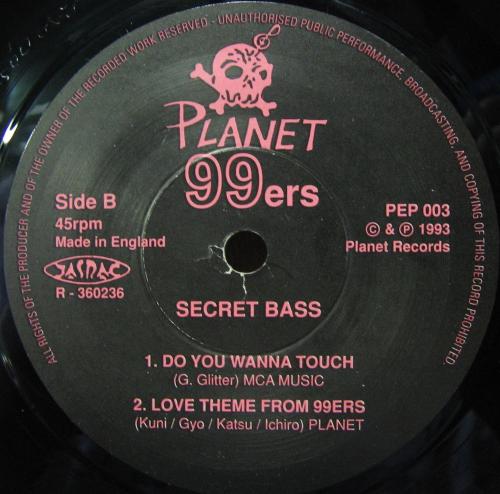 ALL RIGHTS OF THE PRODUCER AND OF THE OWNER OF THE RECORDED WORK RESERVED - UNAUTHORISED PUBLIC PERFORMANCE, BROADCASTING, AND COPYING OF THIS RECORD PROHIBITED.
PLANET
99ers
Side B
45rpm
Made in England
JASRAC
R - 360236
PEP 003
© & ℗ 1993
Planet Records
SECRET BASS
1. DO YOU WANNA TOUCH
(G. Glitter) MCA MUSIC
2. LOVE THEME FROM 99ERS
(Kuni / Gyo / Katsu / Ichiro) PLANET